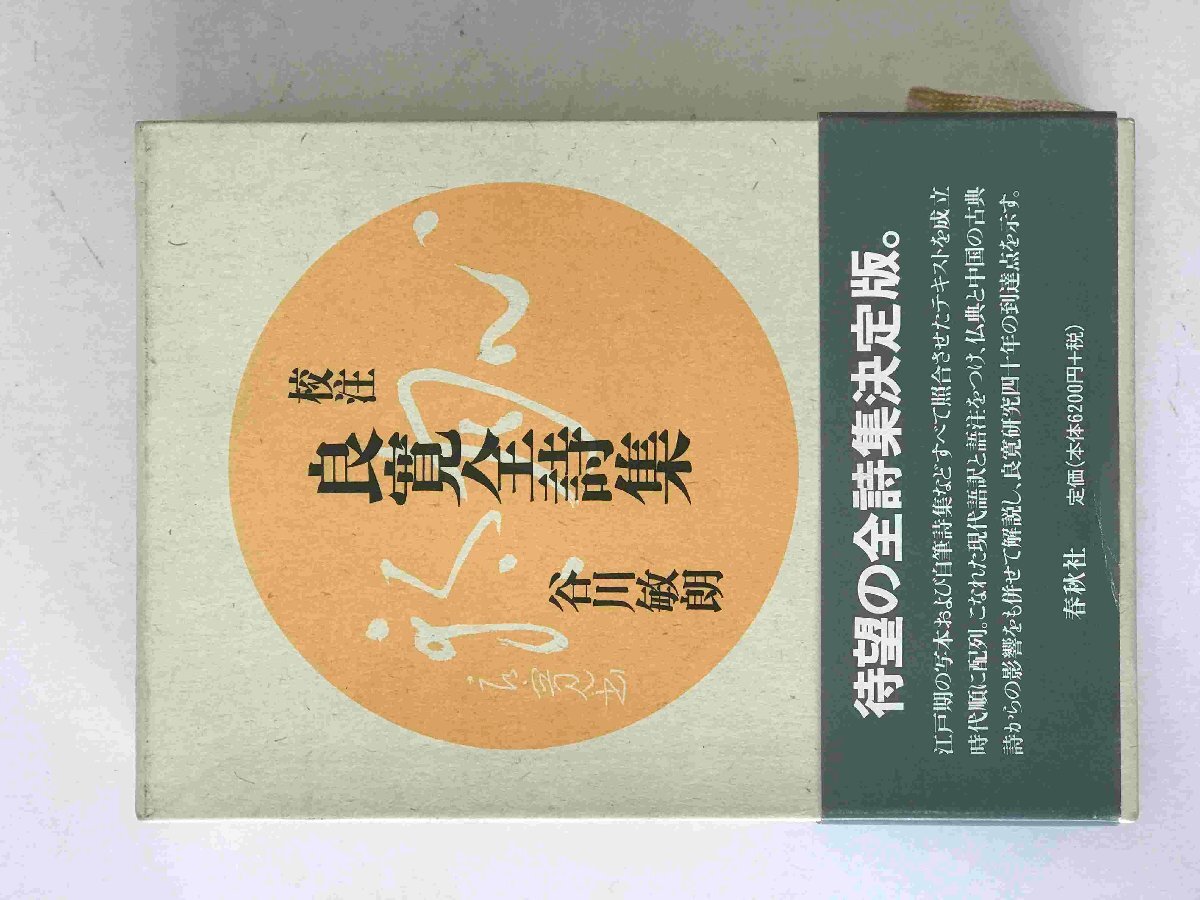 校注
良寛全詩集
谷川敏朗
待望の全詩集決定版。
江戸期の写本および自筆詩集などすべて照合させたテキストを成立
時代順に配列。こなれた現代語訳と語注をつけ、仏典と中国の古典
詩からの影響をも併せて解説し、良寛研究四十年の到達点を示す。
春秋社
定価（本体6200円+税）